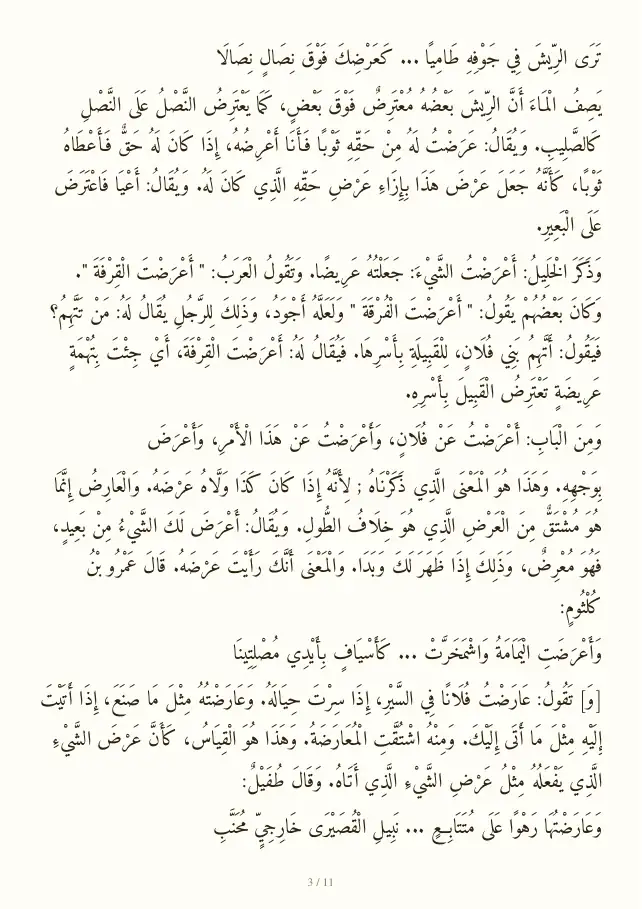 تَرَى الرِّيشَ فِي جَوْفِهِ طَامِيًا ... كَعَرْضِكَ فَوْقَ نِصَالٍ نِصَالَا
يَصِفُ الْمَاءَ أَنَّ الرِّيشَ بَعْضُهُ مُعْتَرِضٌ فَوْقَ بَعْضٍ، كَمَا يَعْتَرِضُ النَّصْلُ عَلَى النَّصْلِ
كَالصَّلِيبِ. وَيُقَالُ: عَرَضْتُ لَهُ مِنْ حَقِّهِ ثَوْبًا فَأَنَا أَعْرِضُهُ، إِذَا كَانَ لَهُ حَقٌّ فَأَعْطَاهُ
ثَوْبًا، كَأَنَّهُ جَعَلَ عَرْضَ هَذَا بِإِزَاءِ عَرْضِ حَقِّهِ الَّذِي كَانَ لَهُ. وَيُقَالُ: أَعْيَا فَاعْتَرَضَ
عَلَى الْبَعِيرِ.
وَذَكَرَ الْخَلِيلُ: أَعْرَضْتُ الشَّيْءَ: جَعَلْتُهُ عَرِيضًا. وَتَقُولُ الْعَرَبُ: " أَعْرَضْتَ الْقِرْفَةَ ".
وَكَانَ بَعْضُهُمْ يَقُولُ: " أَعْرَضْتَ الْفُرْقَةَ " وَلَعَلَّهُ أَجْوَدُ، وَذَلِكَ لِلرَّجُلِ يُقَالُ لَهُ: مَنْ تَتَّهِمُ؟
فَيَقُولُ: أَتَّهِمُ بَنِي فُلَانٍ، لِلْقَبِيلَةِ بِأَسْرِهَا. فَيُقَالُ لَهُ: أَعْرَضْتَ الْقِرْفَةَ، أَيْ جِئْتَ بِتُهْمَةٍ
عَرِيضَةٍ تَعْتَرِضُ الْقَبِيلَ بِأَسْرِهِ.
وَمِنَ الْبَابِ: أَعْرَضْتُ عَنْ فُلَانٍ، وَأَعْرَضْتُ عَنْ هَذَا الْأَمْرِ، وَأَعْرَضَ
بِوَجْهِهِ. وَهَذَا هُوَ الْمَعْنَى الَّذِي ذَكَرْنَاهُ ; لِأَنَّهُ إِذَا كَانَ كَذَا وَلَّاهُ عَرْضَهُ. وَالْعَارِضُ إِنَّمَا
هُوَ مُشْتَقٌّ مِنَ الْعَرْضِ الَّذِي هُوَ خِلَافُ الطُّولِ. وَيُقَالُ: أَعْرَضَ لَكَ الشَّيْءُ مِنْ بَعِيدٍ،
فَهُوَ مُعْرِضٌ، وَذَلِكَ إِذَا ظَهَرَ لَكَ وَبَدَا. وَالْمَعْنَى أَنَّكَ رَأَيْتَ عَرْضَهُ. قَالَ عَمْرُو بْنُ
كُلْثُومٍ:
وَأَعْرَضَتِ الْيَمَامَةُ وَاشْمَخَرَّتْ ... كَأَسْيَافٍ بِأَيْدِي مُصْلِتِينَا
[وَ] تَقُولُ: عَارَضْتُ فُلَانًا فِي السَّيْرِ، إِذَا سِرْتَ حِيَالَهُ. وَعَارَضْتُهُ مِثْلَ مَا صَنَعَ، إِذَا أَتَيْتَ
إِلَيْهِ مِثْلَ مَا أَتَى إِلَيْكَ. وَمِنْهُ اشْتُقَّتِ الْمُعَارَضَةُ. وَهَذَا هُوَ الْقِيَاسُ، كَأَنَّ عَرْضَ الشَّيْءِ
الَّذِي يَفْعَلُهُ مِثْلُ عَرْضِ الشَّيْءِ الَّذِي أَتَاهُ. وَقَالَ طُفَيْلٌ:
وَعَارَضْتُهَا رَهْوًا عَلَى مُتَتَابِعٍ ... نَبِيلِ الْقُصَيْرَى خَارِجِيٍّ مُحَنَّبِ
3 / 11